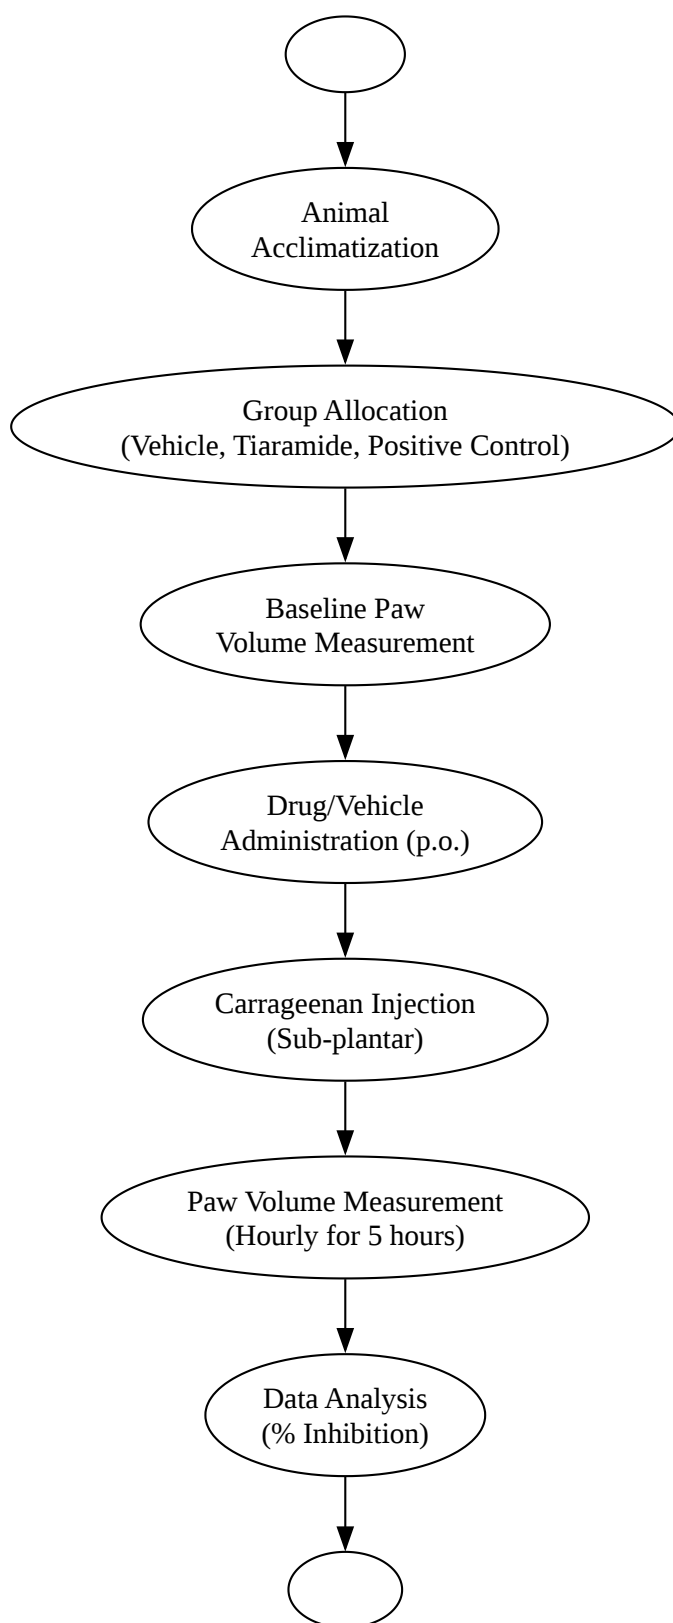 Animal
Acclimatization
Group Allocation
(Vehicle, Tiaramide, Positive Control)
Baseline Paw
Volume Measurement
Drug/Vehicle
Administration (p.o.)
Carrageenan Injection
(Sub-plantar)
Paw Volume Measurement
(Hourly for 5 hours)
Data Analysis
(% Inhibition)